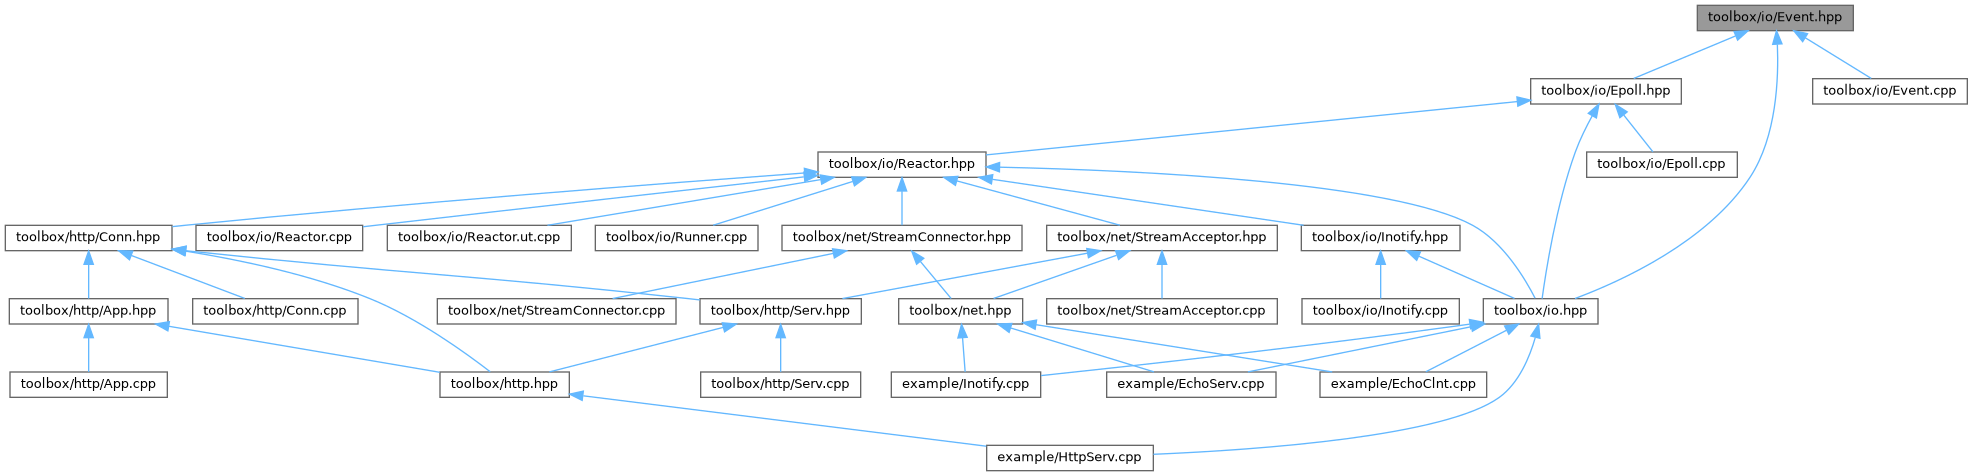 toolbox/io/Event.hpp
toolbox/io/Epoll.hpp
toolbox/io/Event.cpp
toolbox/io/Reactor.hpp
toolbox/io/Epoll.cpp
toolbox/http/Conn.hpp
toolbox/io/Reactor.cpp
toolbox/io/Reactor.ut.cpp
toolbox/io/Runner.cpp
toolbox/net/StreamConnector.hpp
toolbox/net/StreamAcceptor.hpp
toolbox/io/Inotify.hpp
toolbox/http/App.hpp
toolbox/http/Conn.cpp
toolbox/net/StreamConnector.cpp
toolbox/http/Serv.hpp
toolbox/net.hpp
toolbox/net/StreamAcceptor.cpp
toolbox/io/Inotify.cpp
toolbox/io.hpp
toolbox/http/App.cpp
toolbox/http.hpp
toolbox/http/Serv.cpp
example/Inotify.cpp
example/EchoServ.cpp
example/EchoClnt.cpp
example/HttpServ.cpp